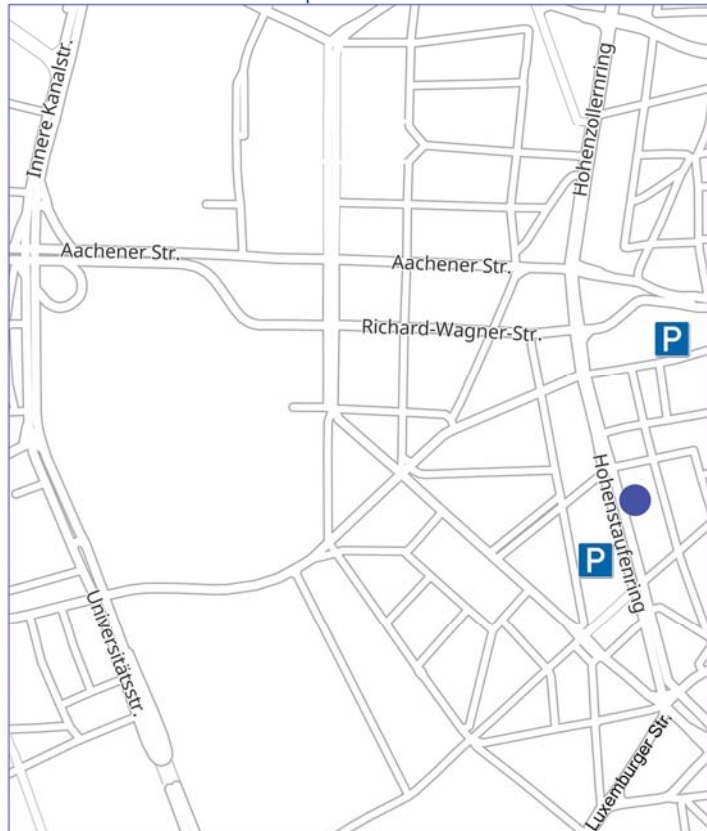 Innere Kanalstr.
Hohenzollernring
Aachener Str.
Aachener Str.
Richard-Wagner-Str.
P
Hohenstaufenring
P
Universitätsstr.
Luxemburger Str.